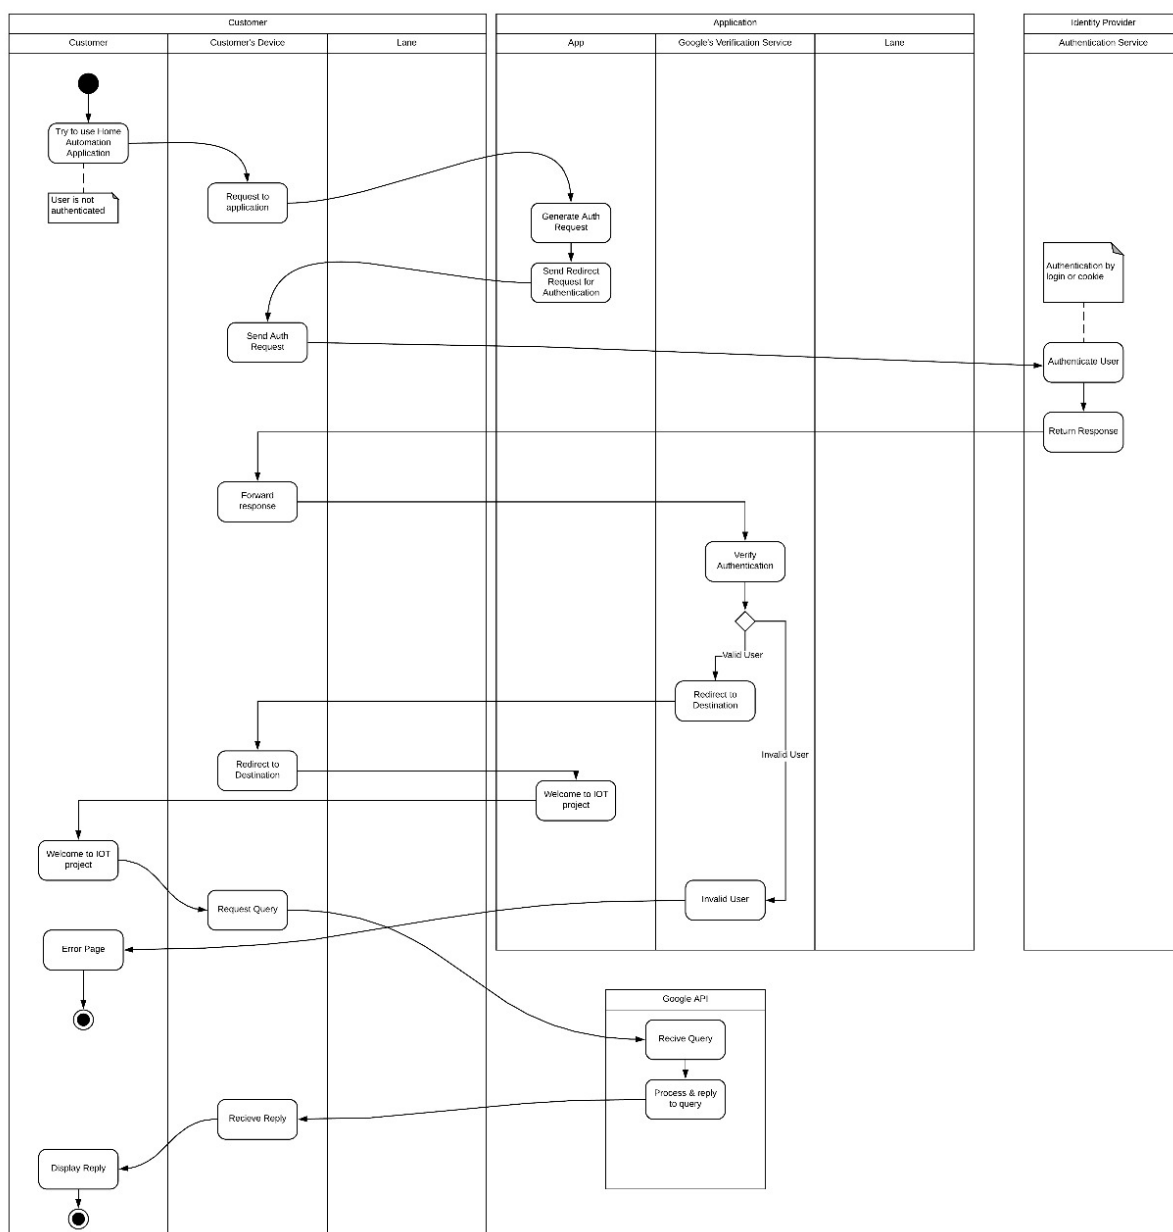 Customer
Application
Identity Provider
Customer
Customer's Device
Lane
App
Google's Verification Service
Lane
Authentication Service
Try to use Home
Automation
Application
User is not
authenticated
Request to
application
Generate Auth
Request
Send Redirect
Request for
Authentication
Authentication by
login or cookie
Send Auth
Request
Authenticate User
Return Response
Forward
response
Verify
Authentication
Valid User
Redirect to
Destination
Invalid User
Redirect to
Destination
Welcome to IOT
project
Welcome to IOT
project
Request Query
Invalid User
Error Page
Google API
Recive Query
Process & reply
to query
Recieve Reply
Display Reply